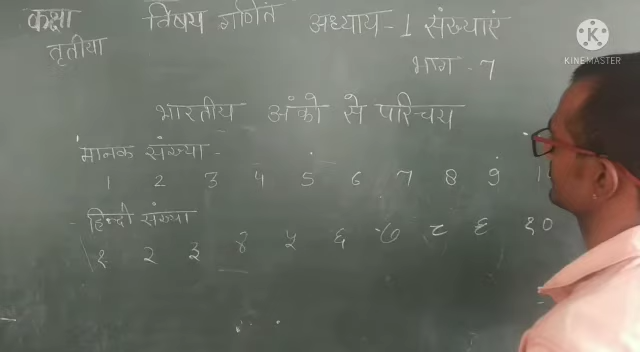 कक्षा विषय गणित अध्याय-1 संख्याएं
तृतीया
भाग-7
KINEMASTER
भारतीय अंको से परिचय
मानक संख्या-
1 2 3 4 5 6 7 8 9 1
- हिन्दी संख्या
१ २ ३ ४ ५ ६ ७ ८ ९ १०